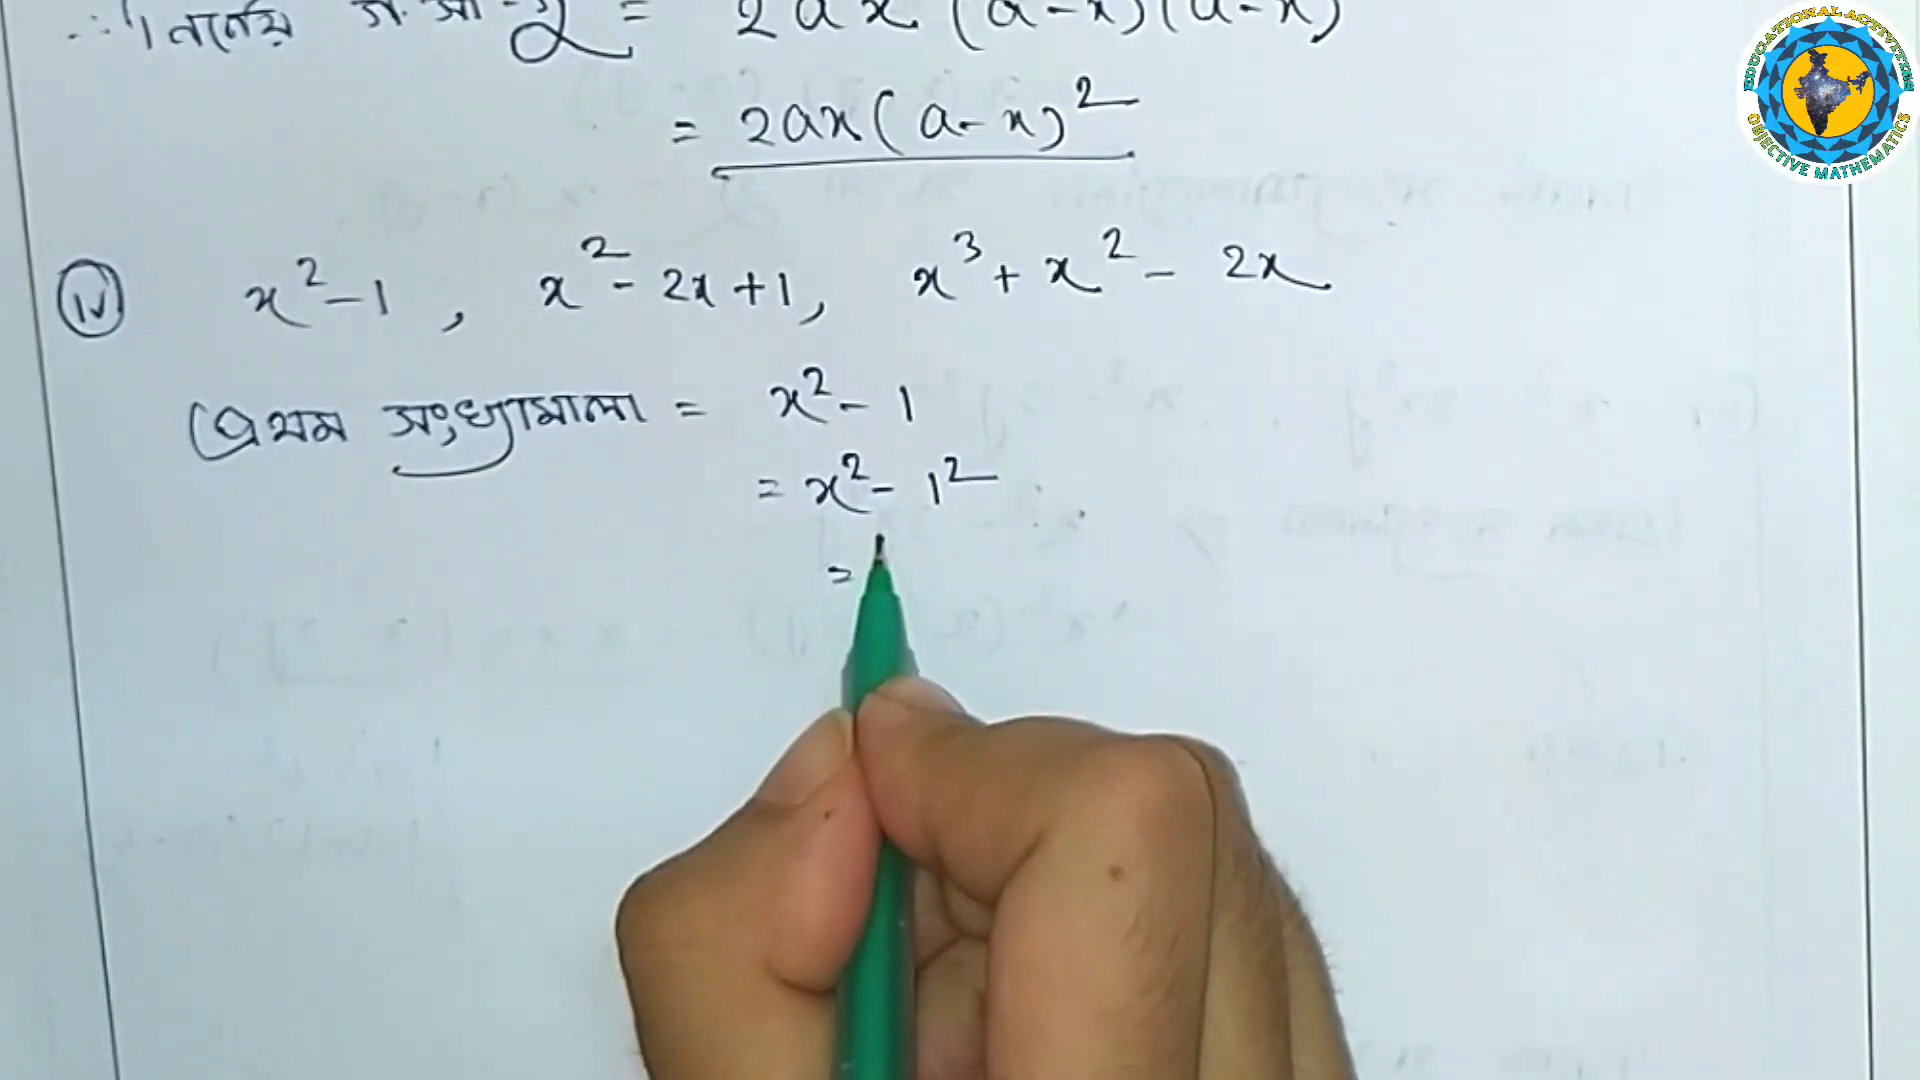 ∴ নির্ণেয় গ.সা.গু = 2ax (a-x)(a-x)
= 2ax(a-x)²
(iv) x²-1, x²-2x+1, x³+x²-2x
প্রথম সংখ্যামালা = x²-1
= x²-1²
=
EDUCATIONAL ACTIVITIES
OBJECTIVE MATHEMATICS